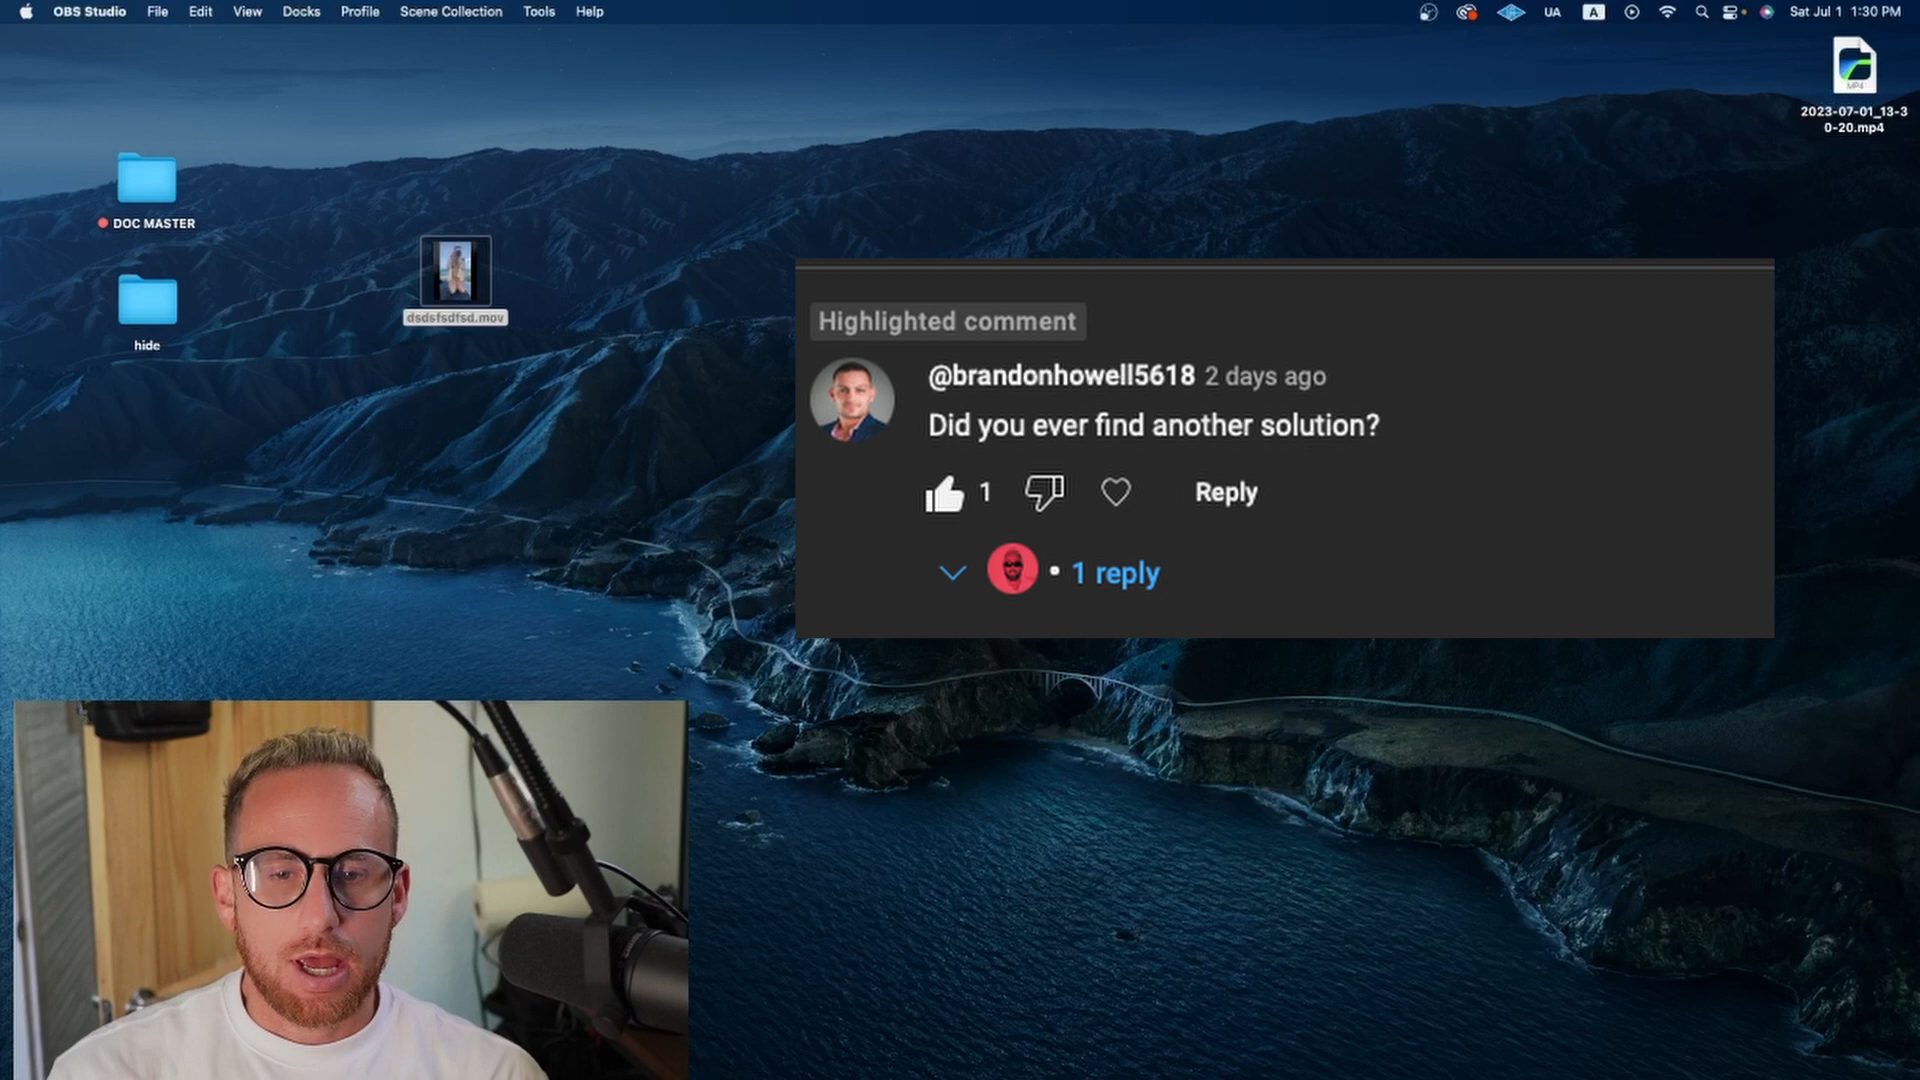 OBS Studio File Edit View Docks Profile Scene Collection Tools Help UA A Sat Jul 1 1:30 PM
MP4
2023-07-01_13-3
0-20.mp4
DOC MASTER
dsdsfsdfsd.mov
hide
Highlighted comment
@brandonhowell5618 2 days ago
Did you ever find another solution?
1 Reply
• 1 reply